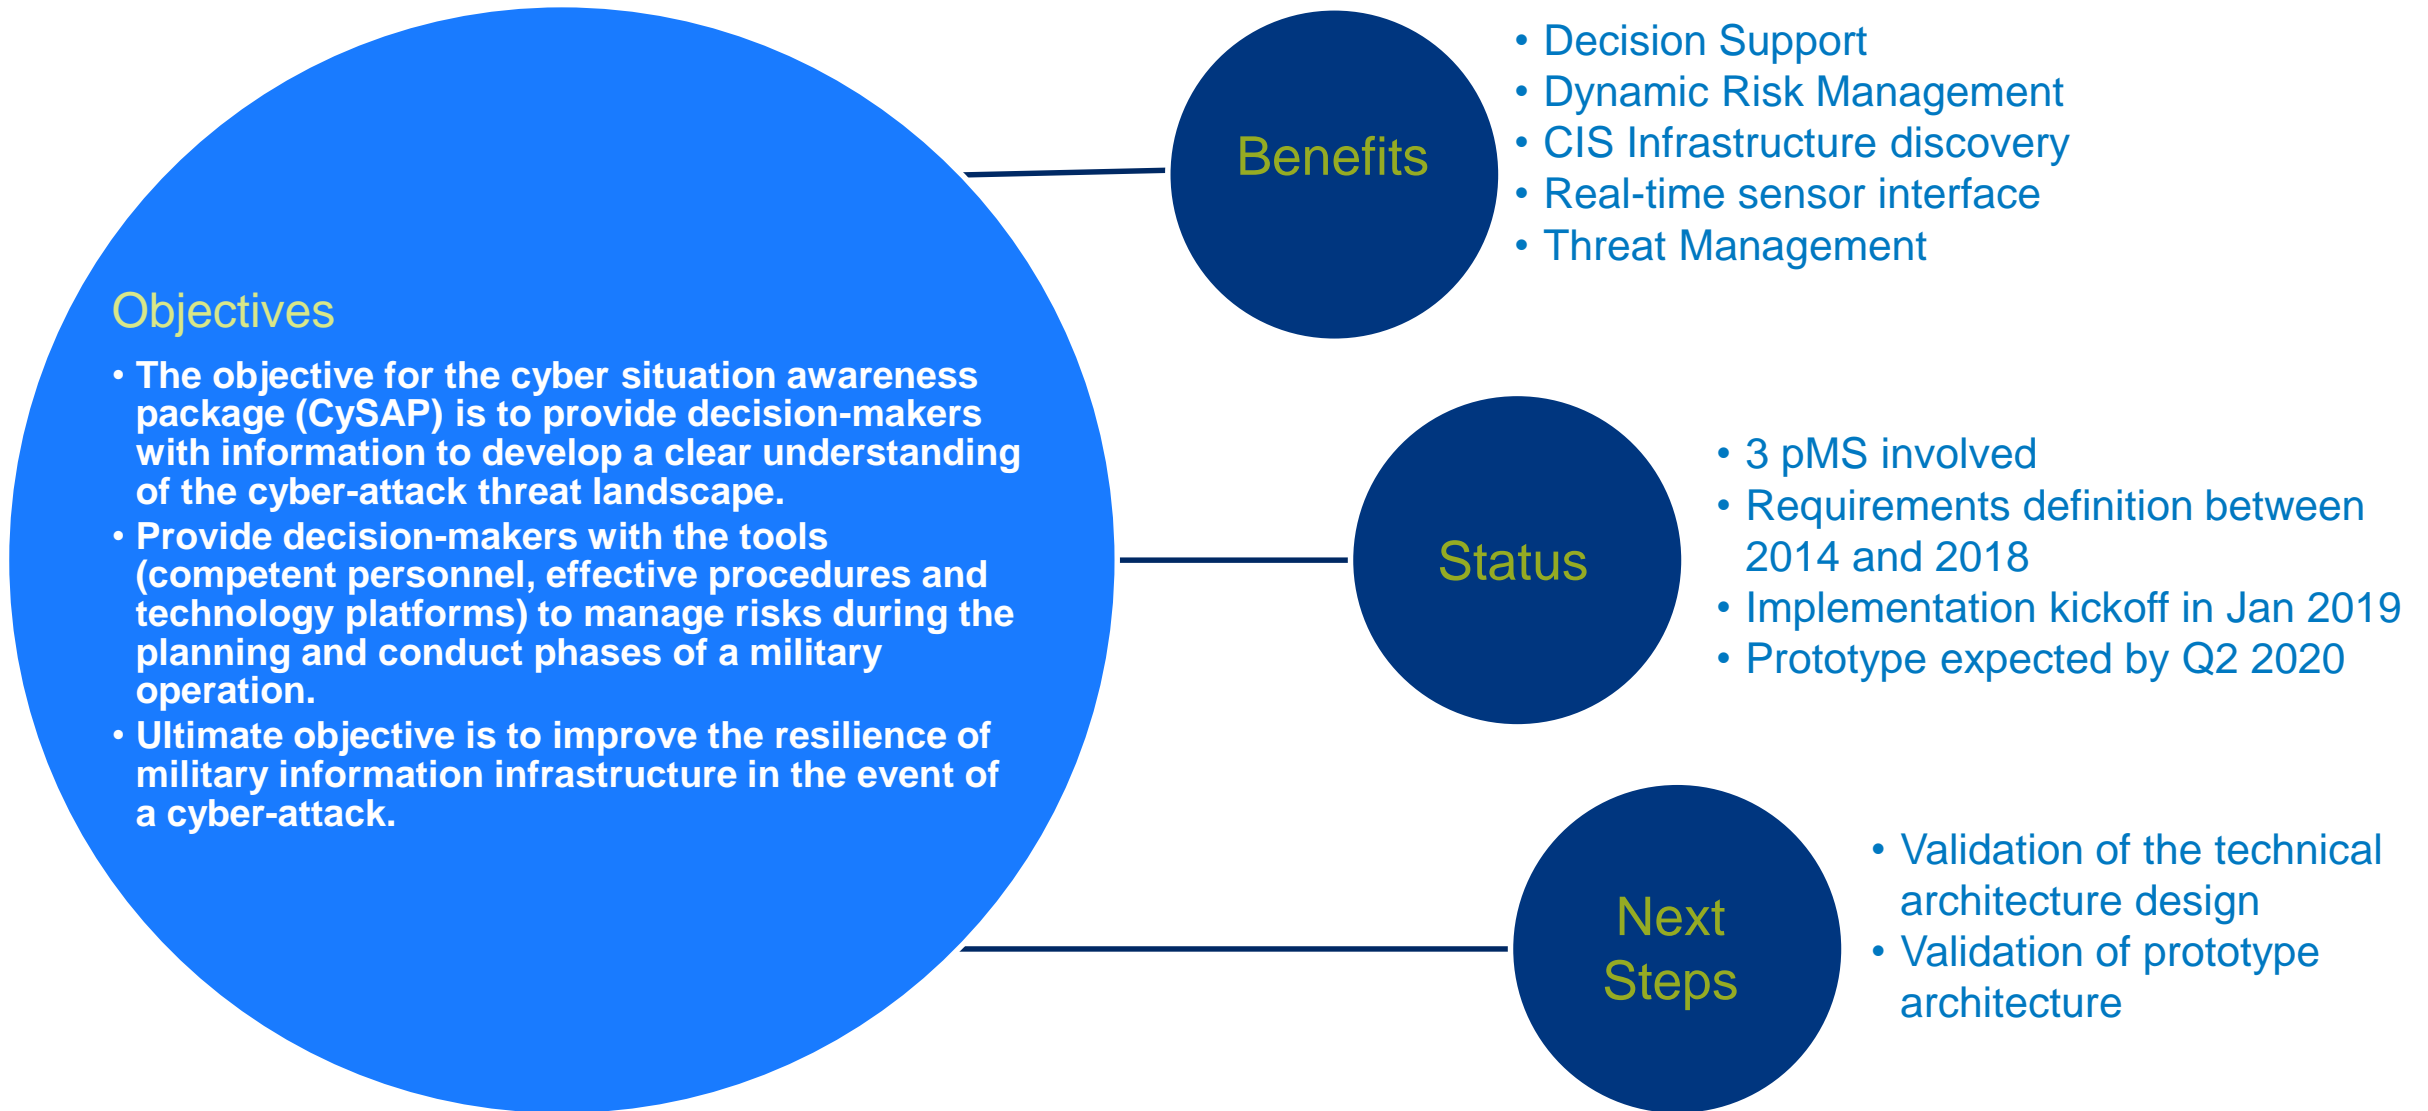 Objectives
• The objective for the cyber situation awareness
package (CySAP) is to provide decision-makers
with information to develop a clear understanding
of the cyber-attack threat landscape.
• Provide decision-makers with the tools
(competent personnel, effective procedures and
technology platforms) to manage risks during the
planning and conduct phases of a military
operation.
• Ultimate objective is to improve the resilience of
military information infrastructure in the event of
a cyber-attack.
Benefits
• Decision Support
• Dynamic Risk Management
• CIS Infrastructure discovery
• Real-time sensor interface
• Threat Management
Status
• 3 pMS involved
• Requirements definition between
2014 and 2018
• Implementation kickoff in Jan 2019
• Prototype expected by Q2 2020
Next
Steps
• Validation of the technical
architecture design
• Validation of prototype
architecture